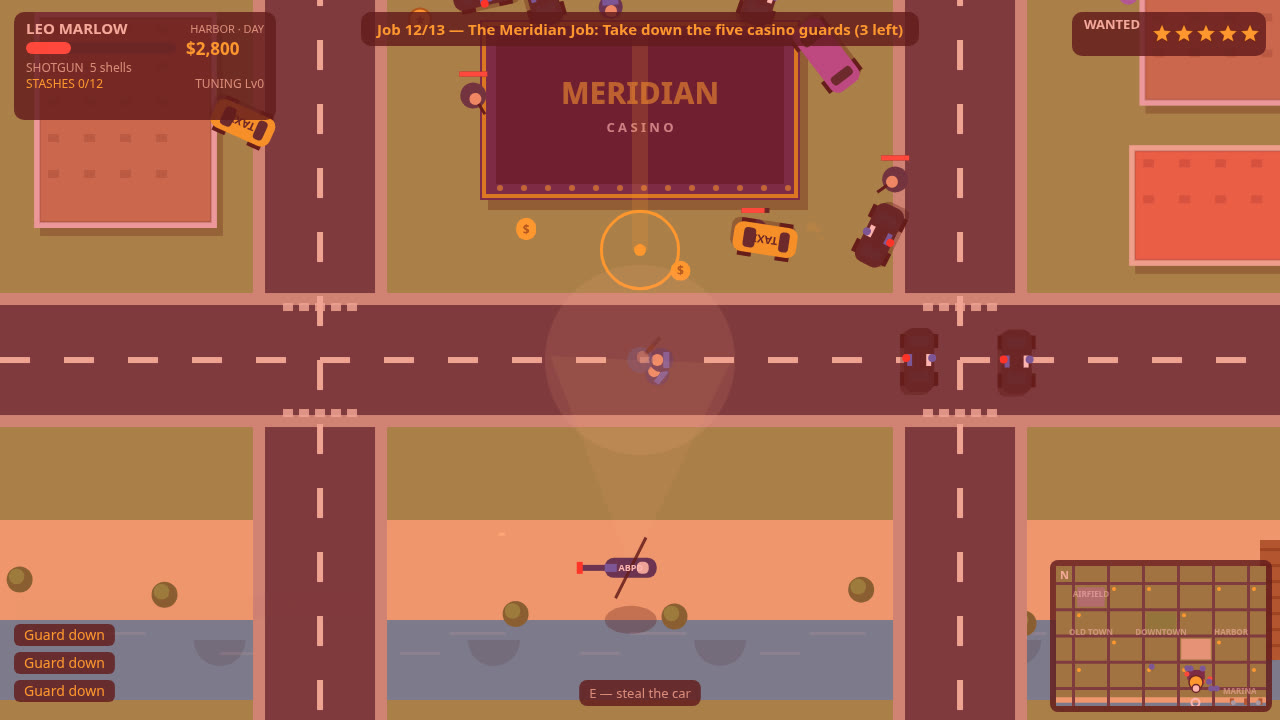 LEO MARLOW
HARBOR · DAY
$2,800
SHOTGUN 5 shells
STASHES 0/12
TUNING Lv0
Job 12/13 — The Meridian Job: Take down the five casino guards (3 left)
WANTED
MERIDIAN
CASINO
TAXI
TAXI
$
$
N
AIRFIELD
OLD TOWN
DOWNTOWN
HARBOR
MARINA
Guard down
Guard down
Guard down
E — steal the car